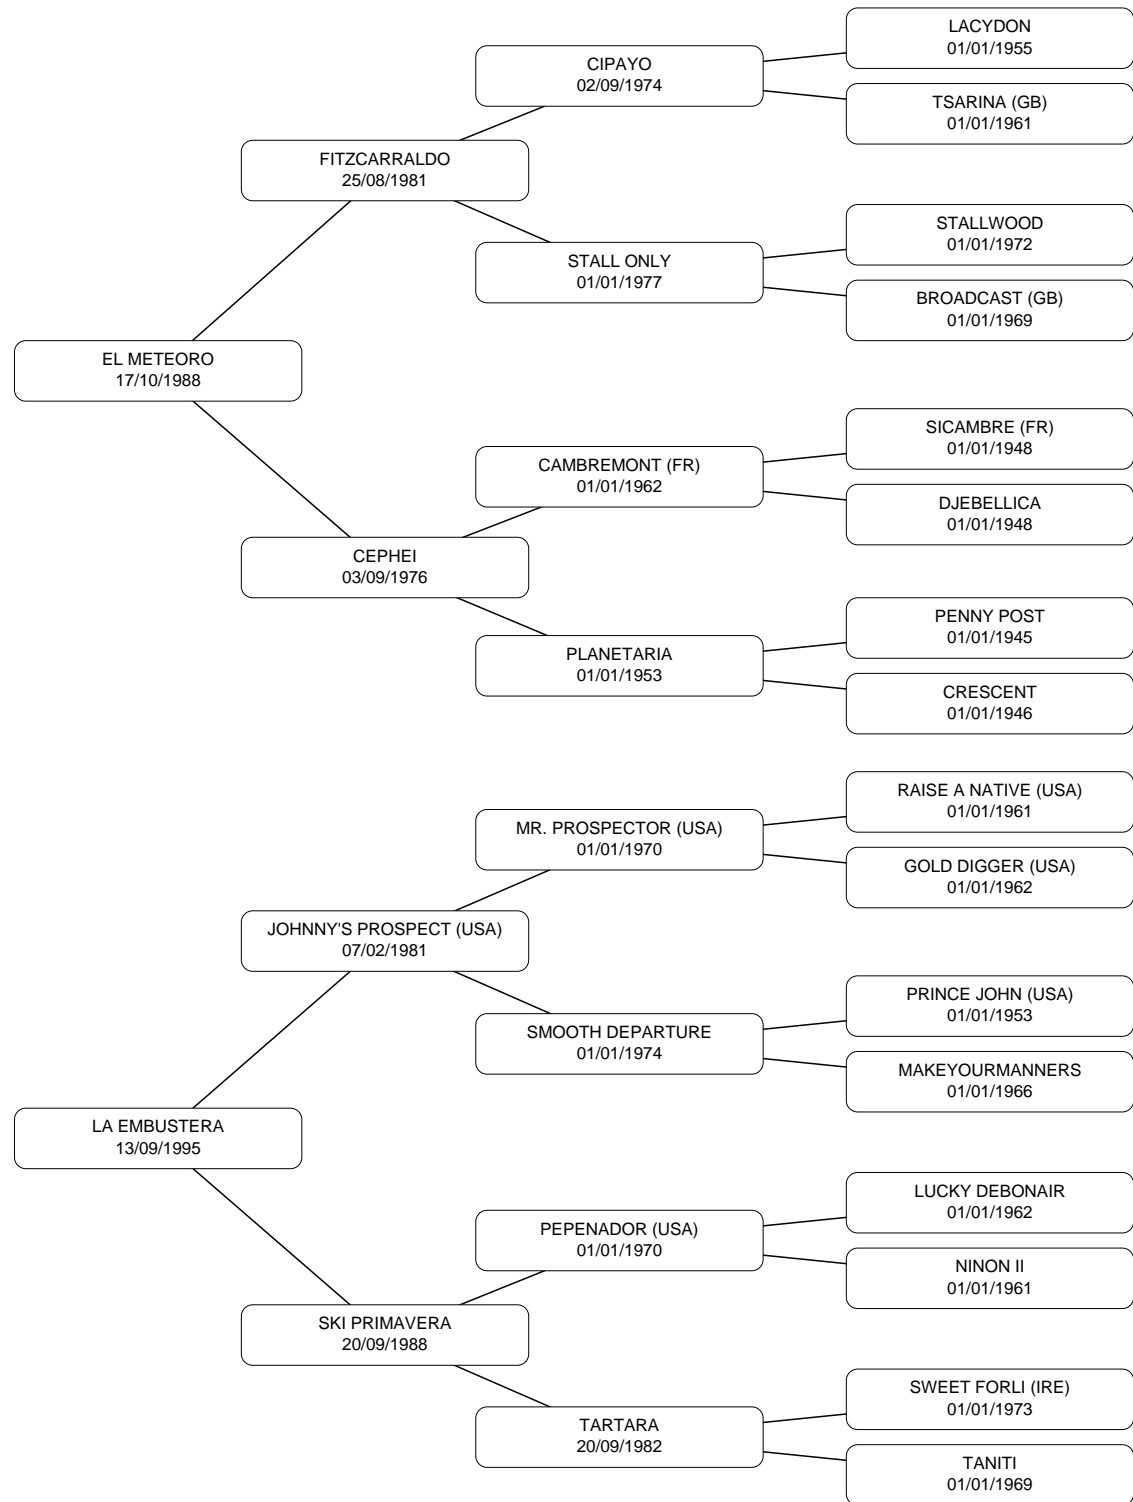 LACYDON
01/01/1955
CIPAYO
02/09/1974
TSARINA (GB)
01/01/1961
FITZCARRALDO
25/08/1981
STALLWOOD
01/01/1972
STALL ONLY
01/01/1977
BROADCAST (GB)
01/01/1969
EL METEORO
17/10/1988
SICAMBRE (FR)
01/01/1948
CAMBREMONT (FR)
01/01/1962
DJEBELLICA
01/01/1948
CEPHEI
03/09/1976
PENNY POST
01/01/1945
PLANETARIA
01/01/1953
CRESCENT
01/01/1946
RAISE A NATIVE (USA)
01/01/1961
MR. PROSPECTOR (USA)
01/01/1970
GOLD DIGGER (USA)
01/01/1962
JOHNNY'S PROSPECT (USA)
07/02/1981
PRINCE JOHN (USA)
01/01/1953
SMOOTH DEPARTURE
01/01/1974
MAKEYOURMANNERS
01/01/1966
LA EMBUSTERA
13/09/1995
LUCKY DEBONAIR
01/01/1962
PEPENADOR (USA)
01/01/1970
NINON II
01/01/1961
SKI PRIMAVERA
20/09/1988
SWEET FORLI (IRE)
01/01/1973
TARTARA
20/09/1982
TANITI
01/01/1969